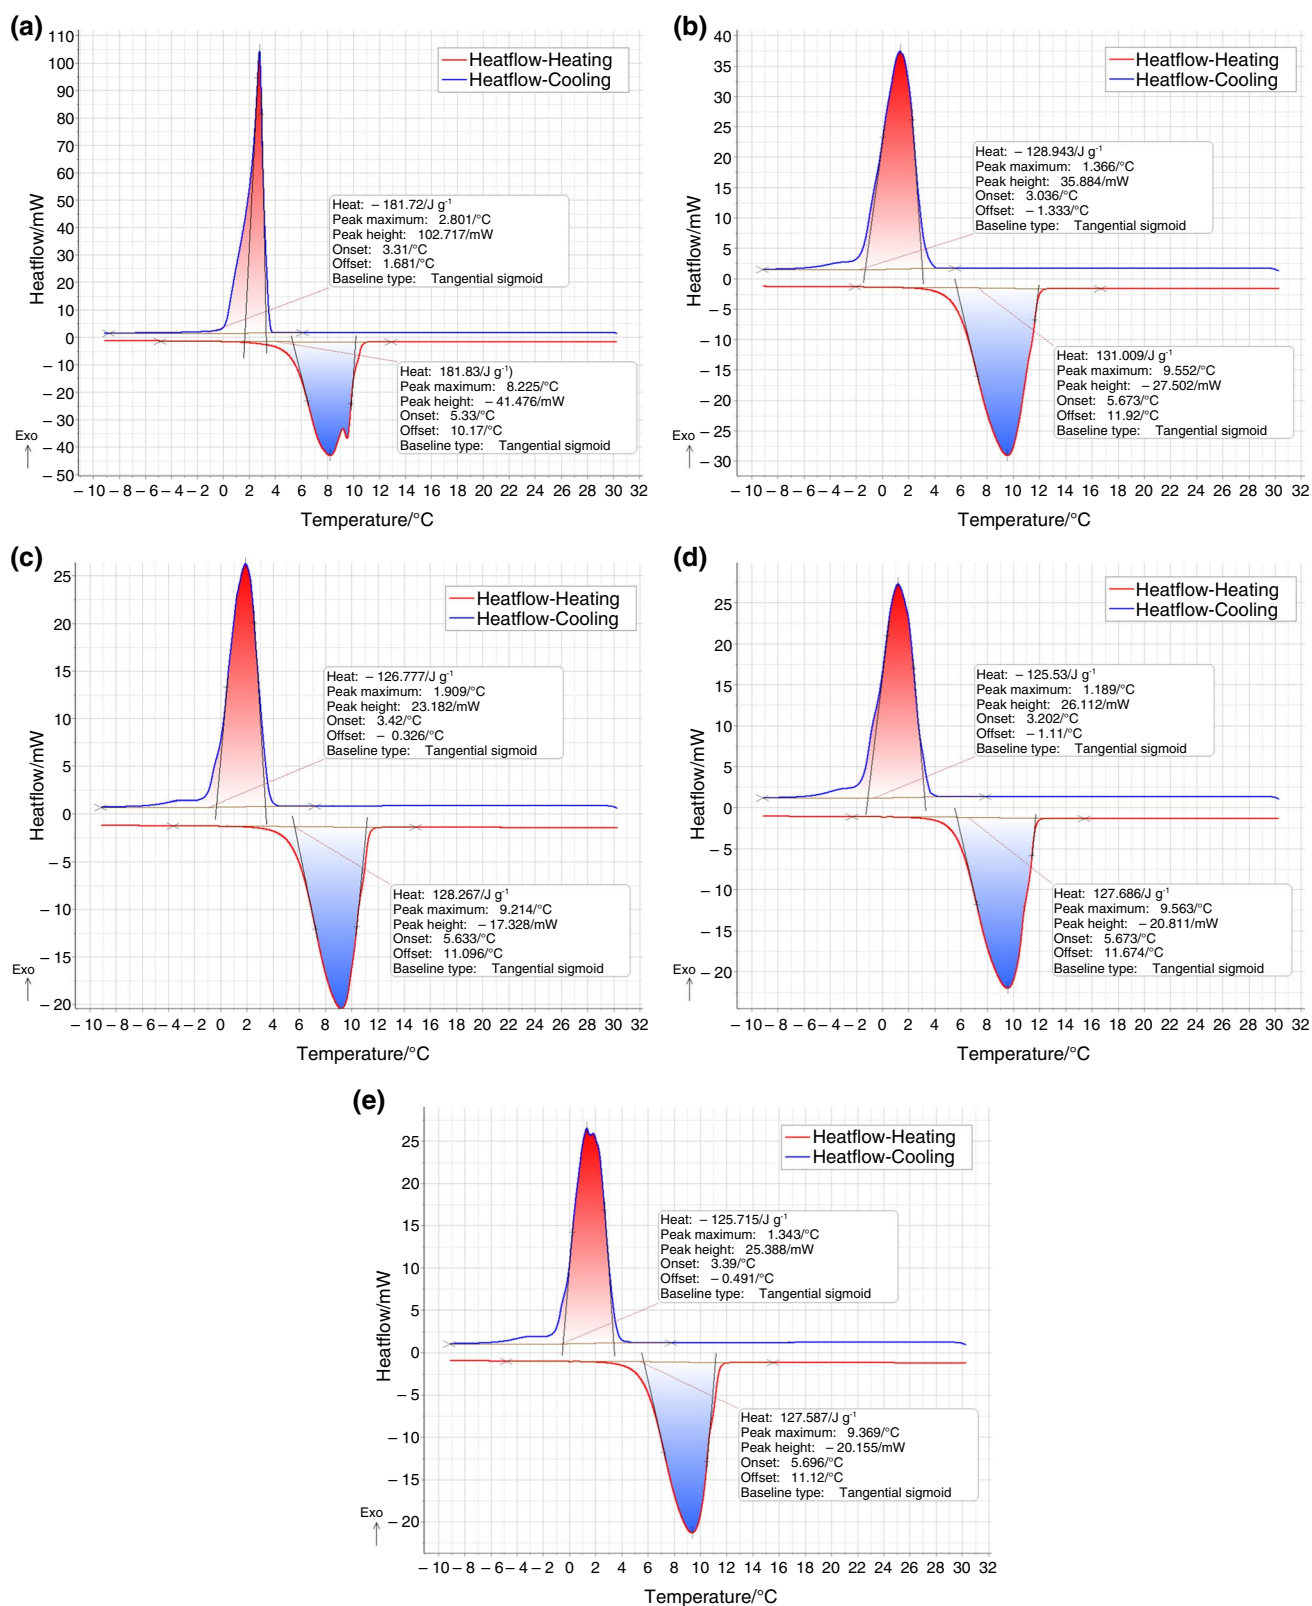 (a)
110
100
90
80
70
60
50
40
30
20
10
0
– 10
– 20
– 30
– 40
– 50
Heatflow/mW
Exo
Heatflow-Heating
Heatflow-Cooling
Heat: – 181.72/J g-1
Peak maximum: 2.801/°C
Peak height: 102.717/mW
Onset: 3.31/°C
Offset: 1.681/°C
Baseline type: Tangential sigmoid
Heat: 181.83/J g-1)
Peak maximum: 8.225/°C
Peak height: – 41.476/mW
Onset: 5.33/°C
Offset: 10.17/°C
Baseline type: Tangential sigmoid
– 10 – 8 – 6 – 4 – 2 0 2 4 6 8 10 12 14 16 18 20 22 24 26 28 30 32
Temperature/°C
(b)
40
35
30
25
20
15
10
5
0
– 5
– 10
– 15
– 20
– 25
– 30
Heatflow/mW
Exo
Heatflow-Heating
Heatflow-Cooling
Heat: – 128.943/J g-1
Peak maximum: 1.366/°C
Peak height: 35.884/mW
Onset: 3.036/°C
Offset: – 1.333/°C
Baseline type: Tangential sigmoid
Heat: 131.009/J g-1
Peak maximum: 9.552/°C
Peak height: – 27.502/mW
Onset: 5.673/°C
Offset: 11.92/°C
Baseline type: Tangential sigmoid
– 10 – 8 – 6 – 4 – 2 0 2 4 6 8 10 12 14 16 18 20 22 24 26 28 30 32
Temperature/°C
(c)
25
20
15
10
5
0
– 5
– 10
– 15
– 20
Heatflow/mW
Exo
Heatflow-Heating
Heatflow-Cooling
Heat: – 126.777/J g-1
Peak maximum: 1.909/°C
Peak height: 23.182/mW
Onset: 3.42/°C
Offset: – 0.326/°C
Baseline type: Tangential sigmoid
Heat: 128.267/J g-1
Peak maximum: 9.214/°C
Peak height: – 17.328/mW
Onset: 5.633/°C
Offset: 11.096/°C
Baseline type: Tangential sigmoid
– 10 – 8 – 6 – 4 – 2 0 2 4 6 8 10 12 14 16 18 20 22 24 26 28 30 32
Temperature/°C
(d)
25
20
15
10
5
0
– 5
– 10
– 15
– 20
Heatflow/mW
Exo
Heatflow-Heating
Heatflow-Cooling
Heat: – 125.53/J g-1
Peak maximum: 1.189/°C
Peak height: 26.112/mW
Onset: 3.202/°C
Offset: – 1.11/°C
Baseline type: Tangential sigmoid
Heat: 127.686/J g-1
Peak maximum: 9.563/°C
Peak height: – 20.811/mW
Onset: 5.673/°C
Offset: 11.674/°C
Baseline type: Tangential sigmoid
– 10 – 8 – 6 – 4 – 2 0 2 4 6 8 10 12 14 16 18 20 22 24 26 28 30 32
Temperature/°C
(e)
25
20
15
10
5
0
– 5
– 10
– 15
– 20
Heatflow/mW
Exo
Heatflow-Heating
Heatflow-Cooling
Heat: – 125.715/J g-1
Peak maximum: 1.343/°C
Peak height: 25.388/mW
Onset: 3.39/°C
Offset: – 0.491/°C
Baseline type: Tangential sigmoid
Heat: 127.587/J g-1
Peak maximum: 9.369/°C
Peak height: – 20.155/mW
Onset: 5.696/°C
Offset: 11.12/°C
Baseline type: Tangential sigmoid
– 10 – 8 – 6 – 4 – 2 0 2 4 6 8 10 12 14 16 18 20 22 24 26 28 30 32
Temperature/°C